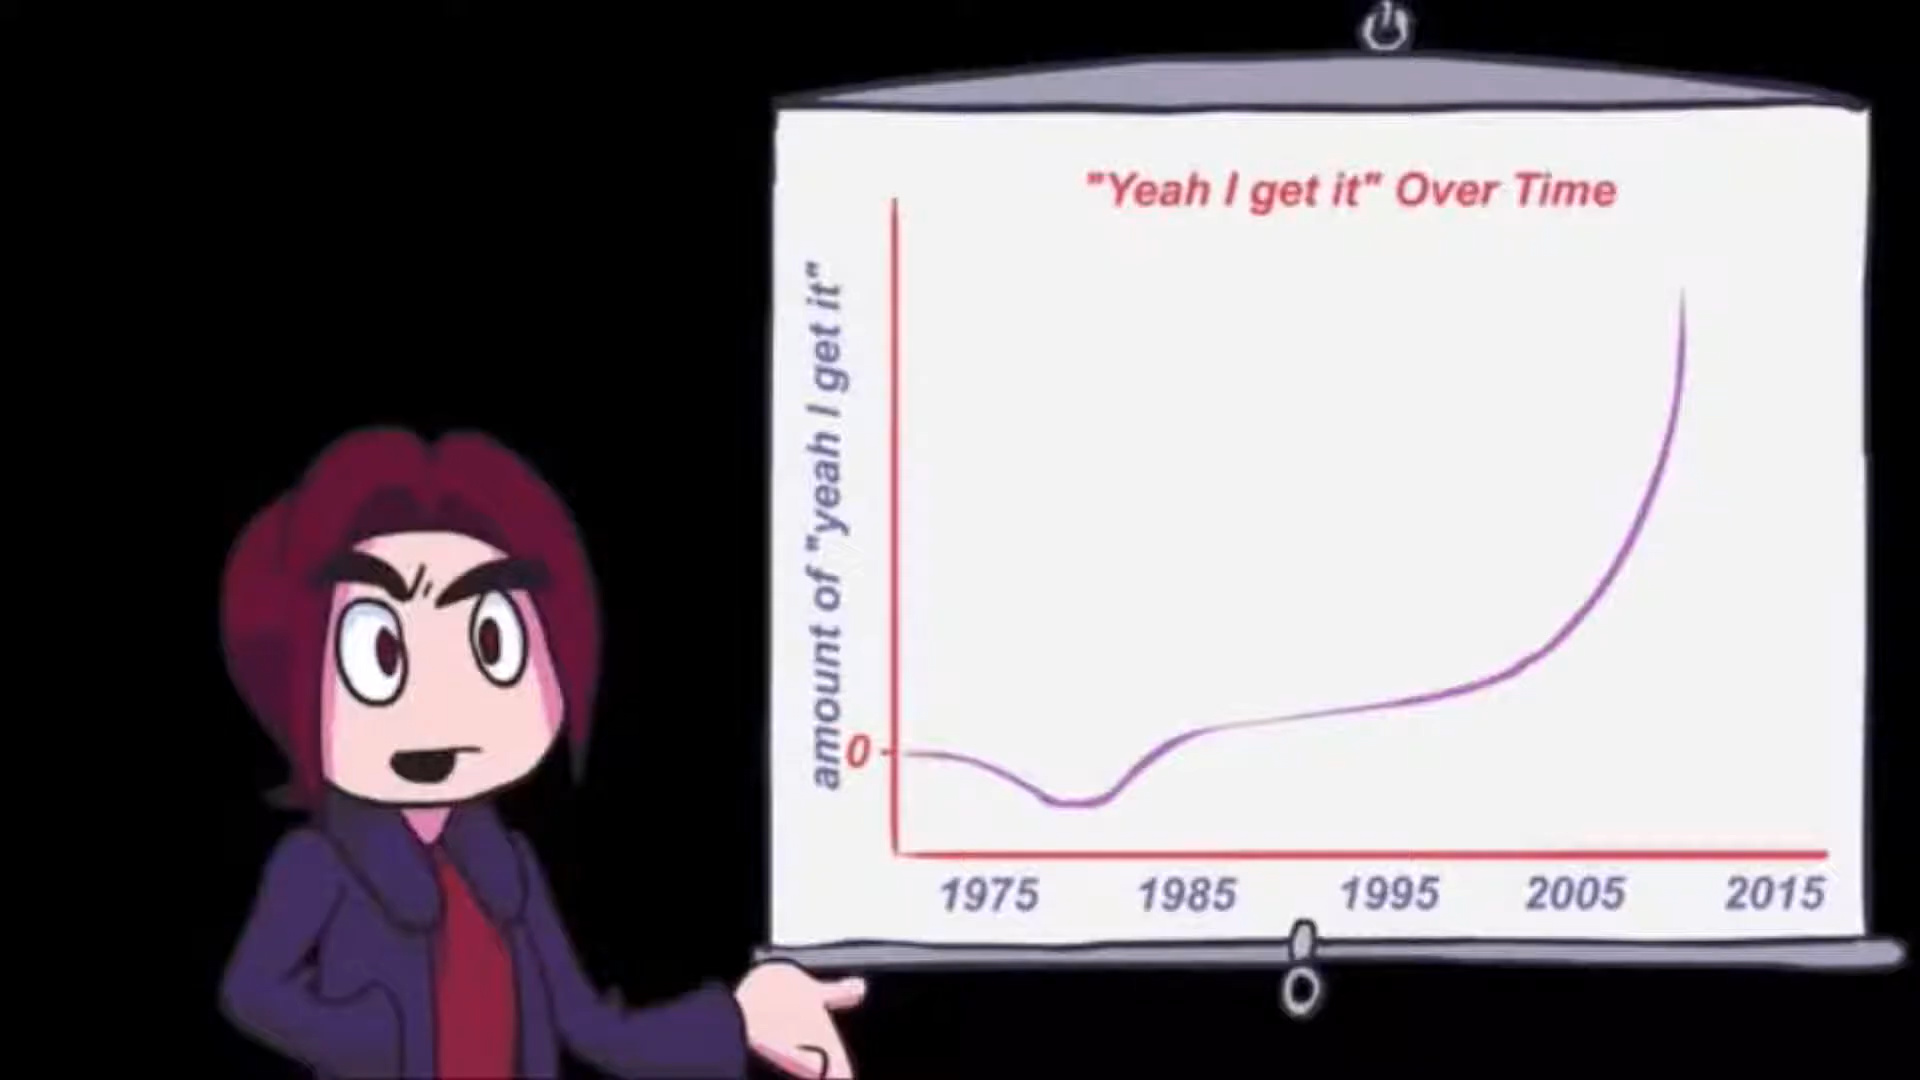 "Yeah I get it" Over Time
amount of "yeah I get it"
0
1975 1985 1995 2005 2015